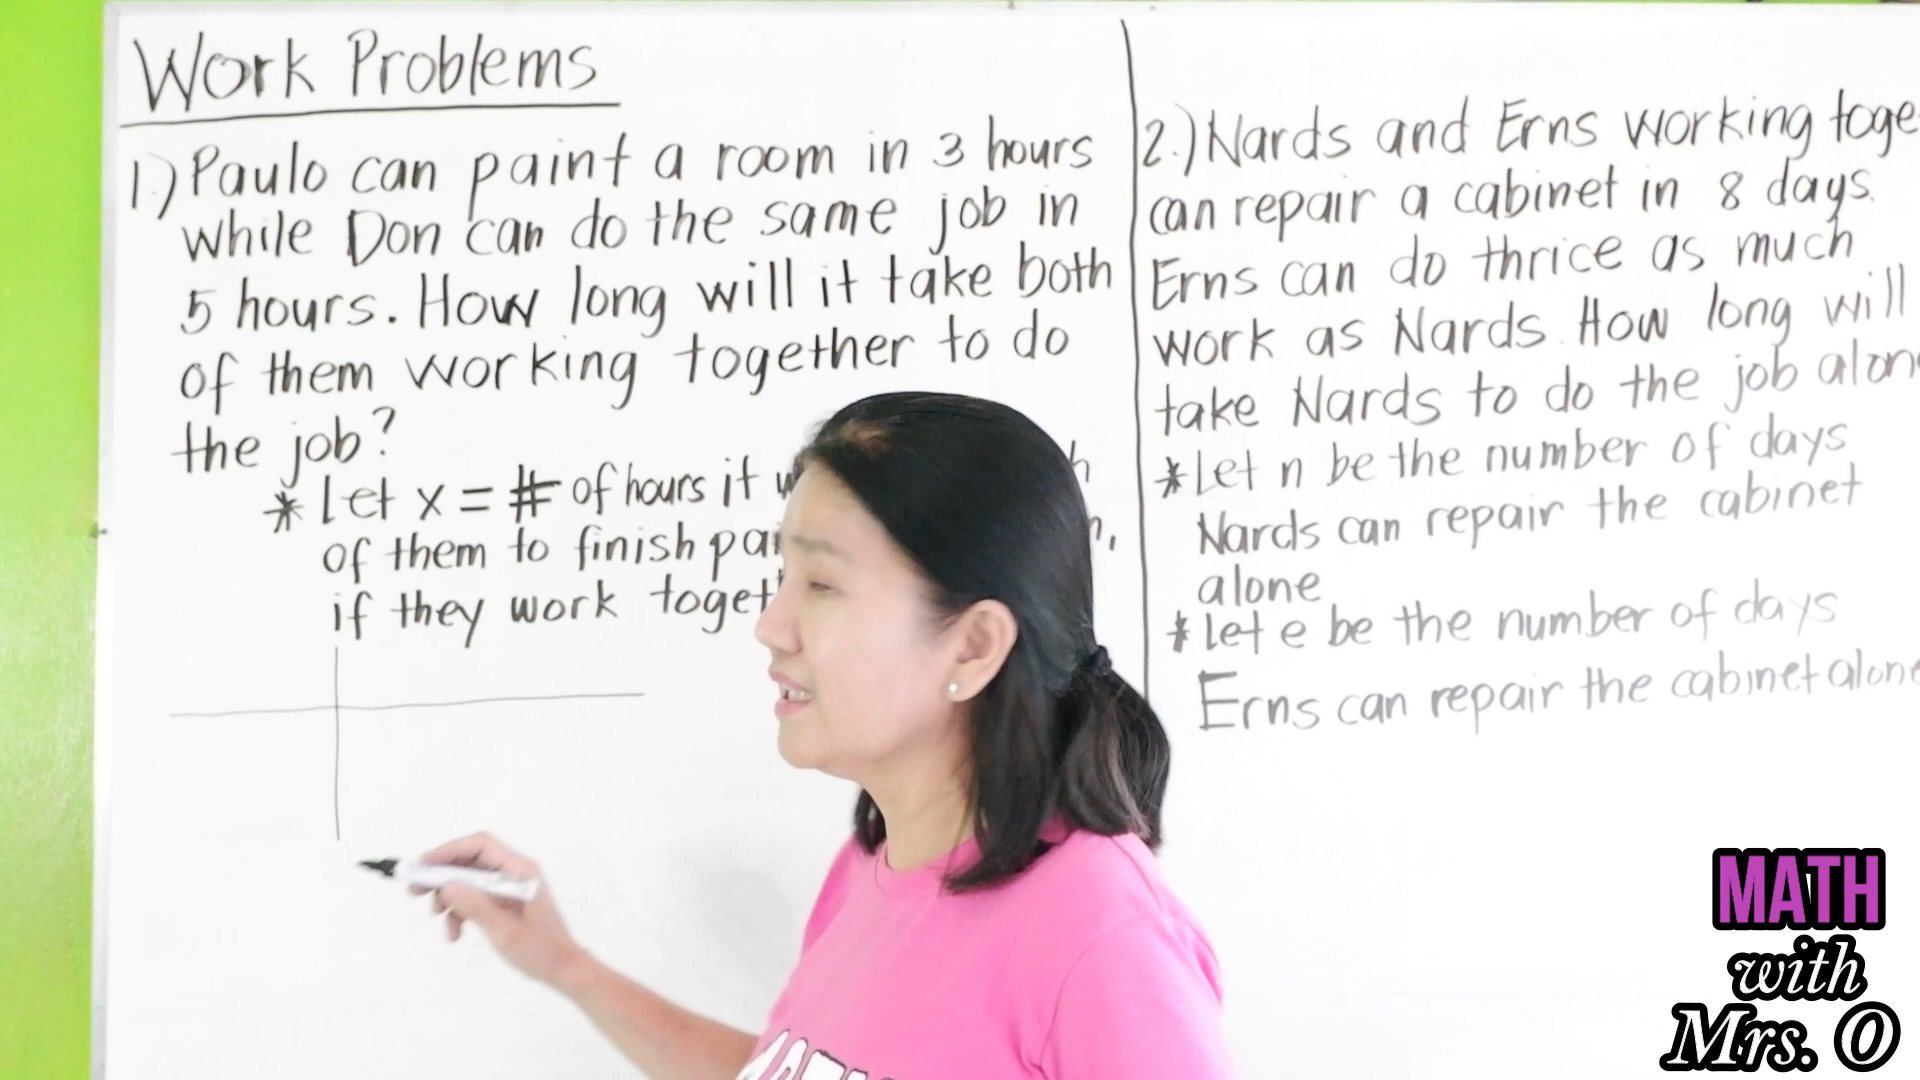 Work Problems
1.) Paulo can paint a room in 3 hours
while Don can do the same job in
5 hours. How long will it take both
of them working together to do
the job?
* Let x = # of hours it
of them to finish
if they work
2.) Nards and Erns working
can repair a cabinet in 8 days.
Erns can do thrice as much
work as Nards. How long will
take Nards to do the job
* Let n be the number of days
Nards can repair the cabinet
alone
* let e be the number of days
Erns can repair the cabinet alone
MATH
with
Mrs. O